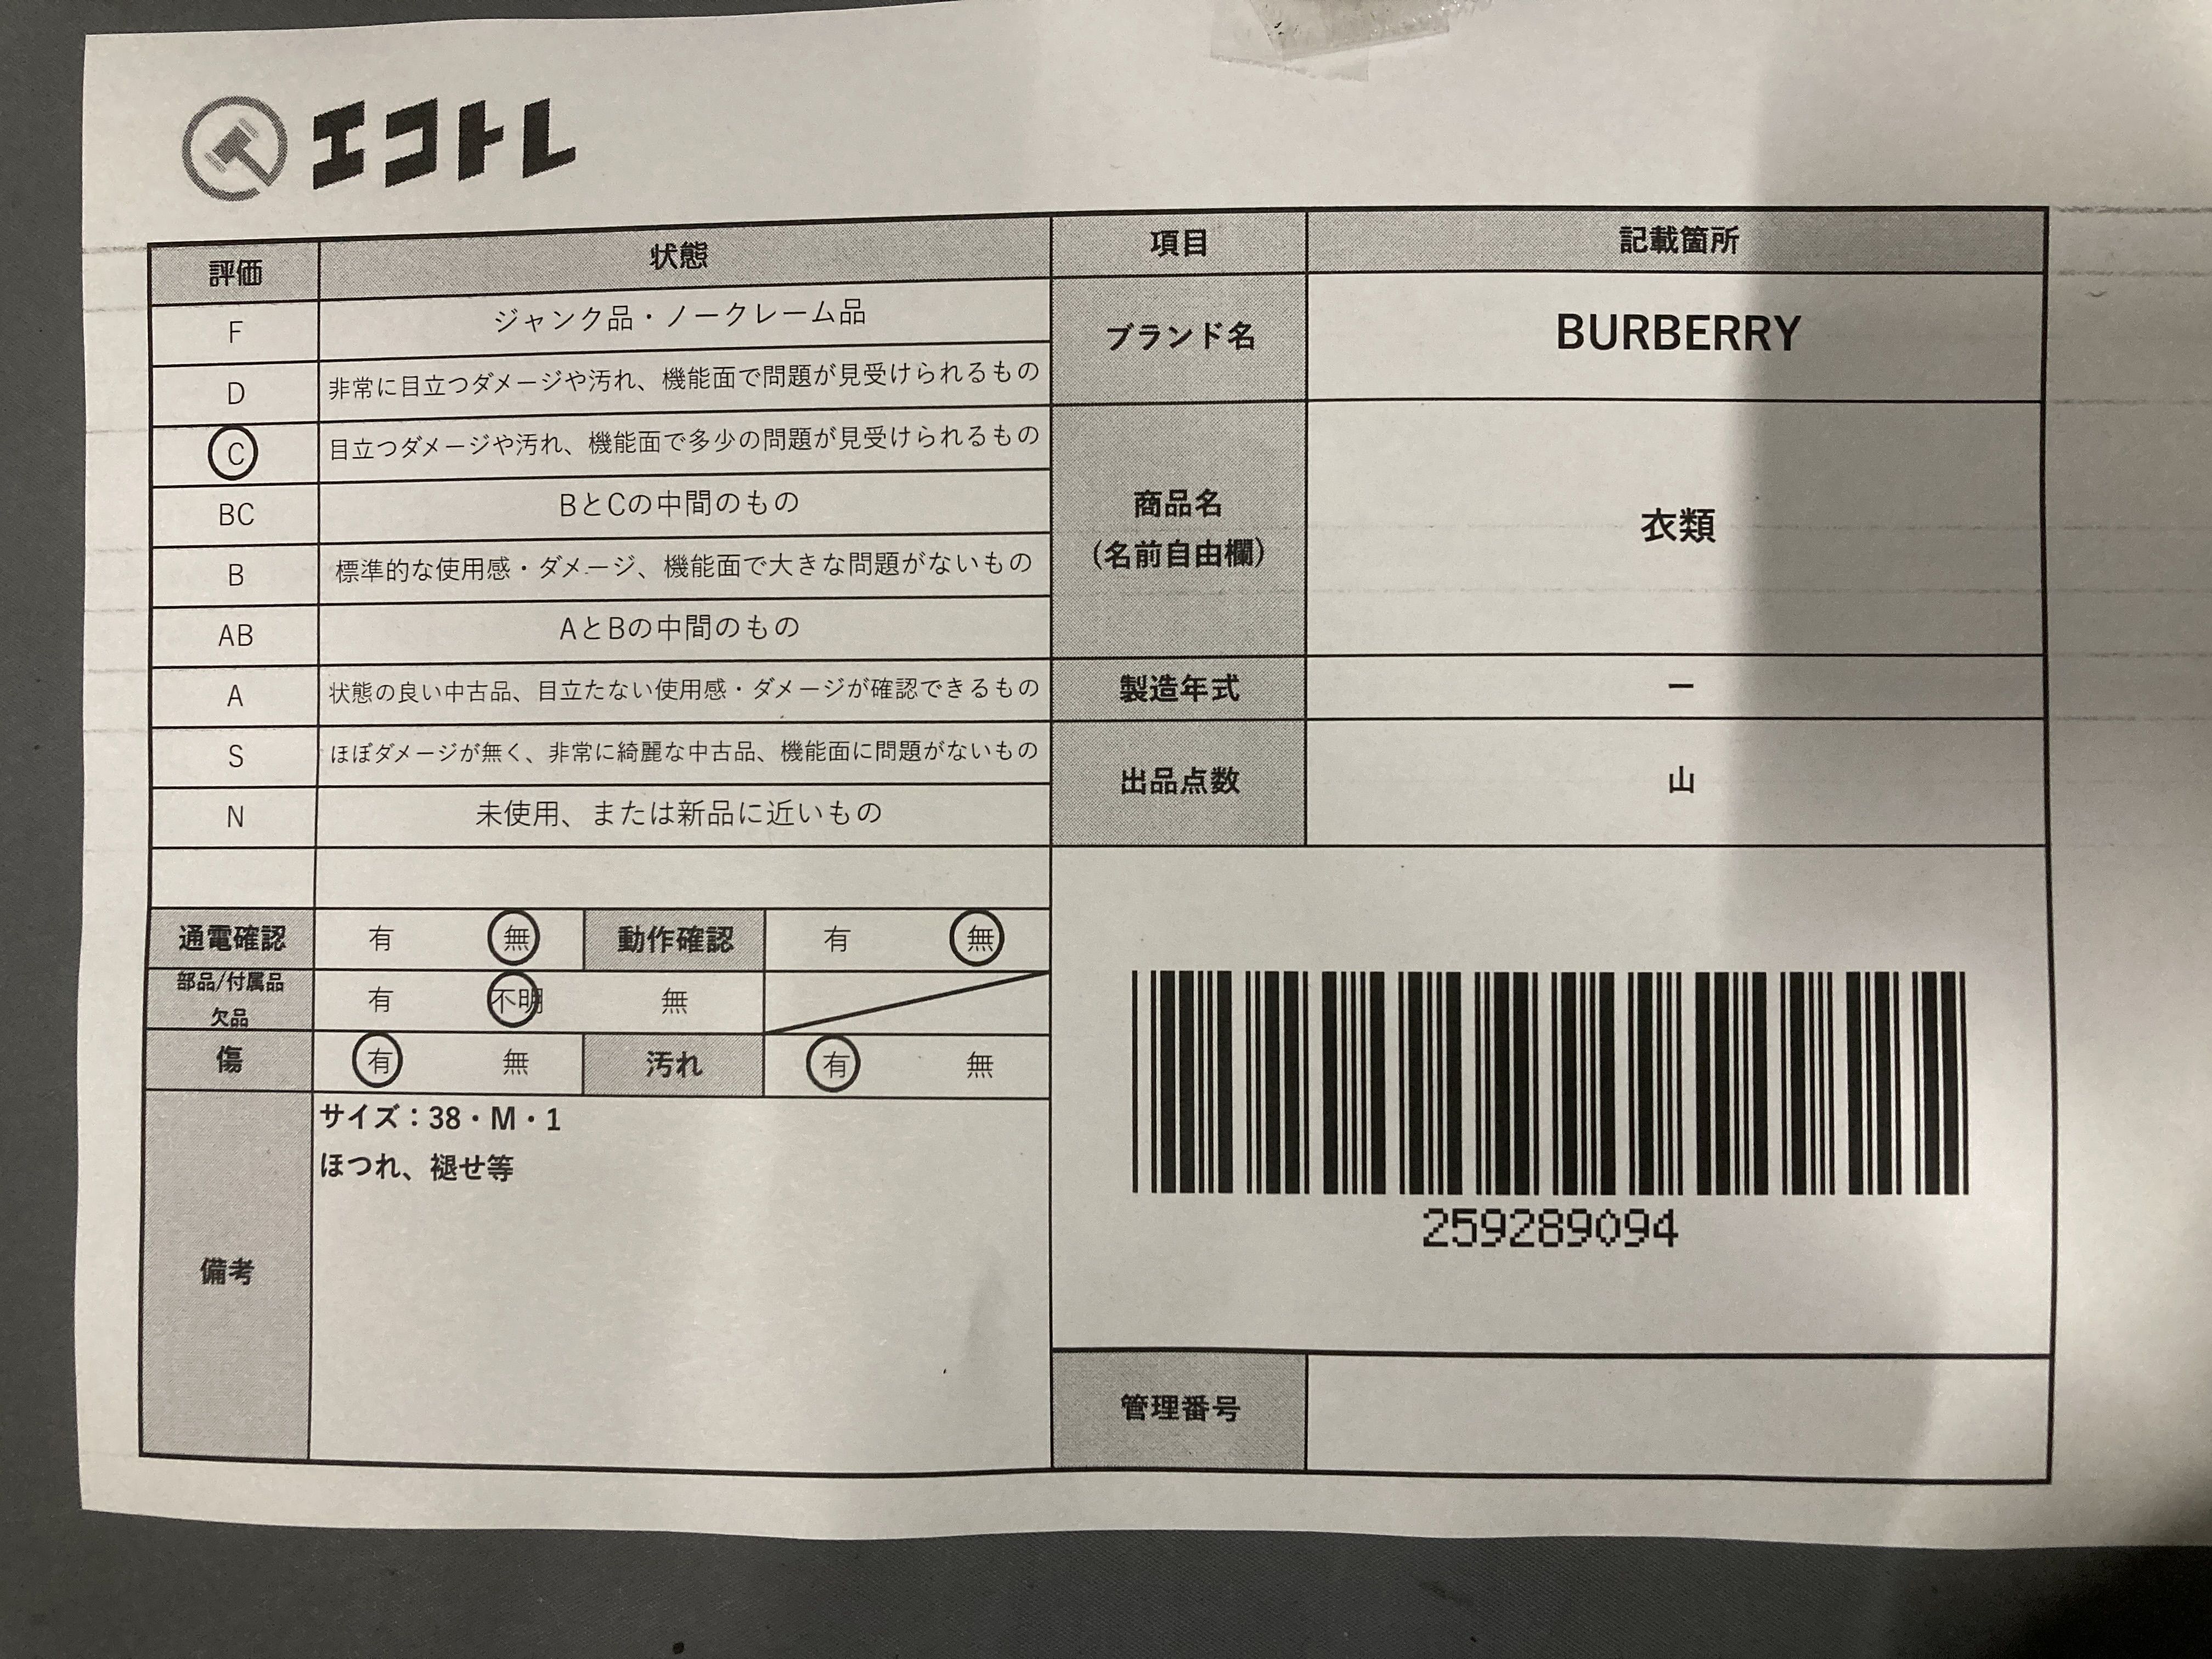 エコトレ
評価 状態
F ジャンク品・ノークレーム品
D 非常に目立つダメージや汚れ、機能面で問題が見受けられるもの
C 目立つダメージや汚れ、機能面で多少の問題が見受けられるもの
BC BとCの中間のもの
B 標準的な使用感・ダメージ、機能面で大きな問題がないもの
AB AとBの中間のもの
A 状態の良い中古品、目立たない使用感・ダメージが確認できるもの
S ほぼダメージが無く、非常に綺麗な中古品、機能面に問題がないもの
N 未使用、または新品に近いもの
通電確認 有 無 動作確認 有 無
部品/付属品
欠品 有 不明 無
傷 有 無 汚れ 有 無
備考
サイズ：38・M・1
ほつれ、褪せ等
項目 記載箇所
ブランド名 BURBERRY
商品名
（名前自由欄）
衣類
製造年式 ー
出品点数 山
259289094
管理番号